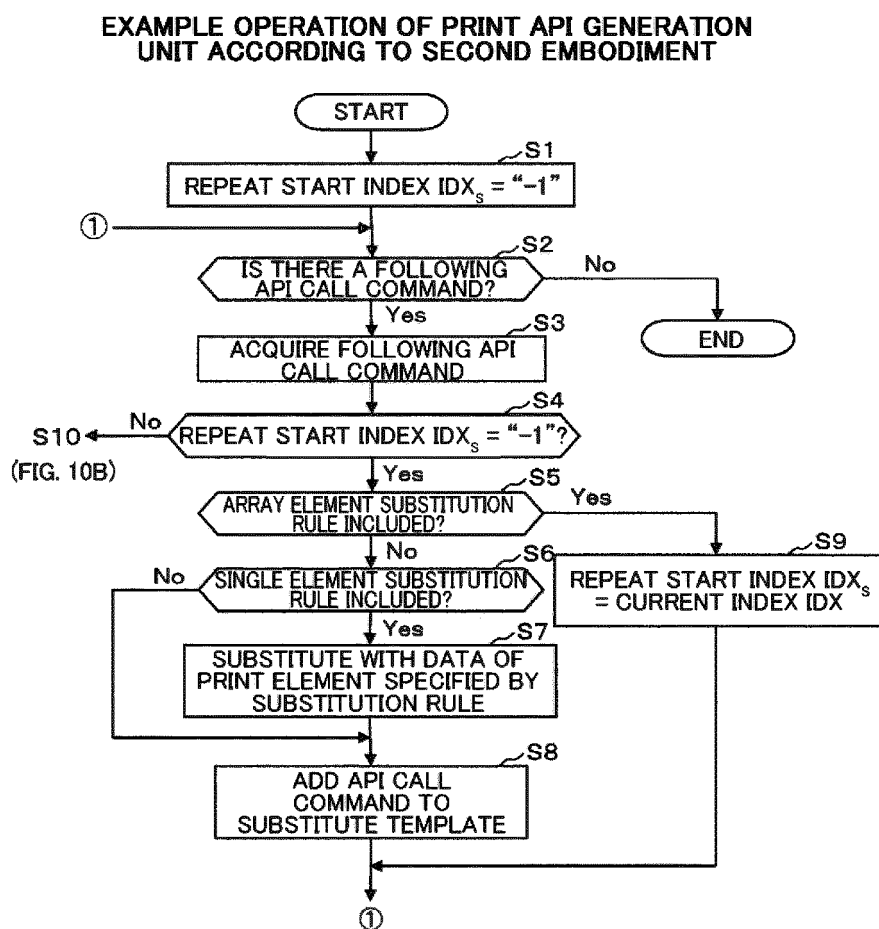 EXAMPLE OPERATION OF PRINT API GENERATION
UNIT ACCORDING TO SECOND EMBODIMENT
START
S1
REPEAT START INDEX IDXs = “-1”
①
S2
IS THERE A FOLLOWING
API CALL COMMAND?
No
Yes
END
S3
ACQUIRE FOLLOWING API
CALL COMMAND
S4
No
S10
REPEAT START INDEX IDXs = “-1”?
(FIG. 10B)
Yes
S5
ARRAY ELEMENT SUBSTITUTION
RULE INCLUDED?
Yes
No
S9
REPEAT START INDEX IDXs
= CURRENT INDEX IDX
S6
No
SINGLE ELEMENT SUBSTITUTION
RULE INCLUDED?
Yes
S7
SUBSTITUTE WITH DATA OF
PRINT ELEMENT SPECIFIED BY
SUBSTITUTION RULE
S8
ADD API CALL
COMMAND TO
SUBSTITUTE TEMPLATE
①